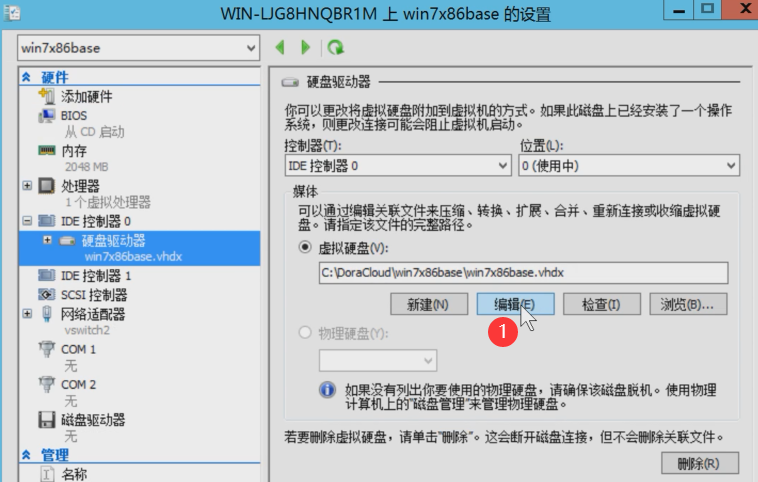 WIN-LJG8HNQBR1M 上 win7x86base 的设置
win7x86base
硬件
添加硬件
BIOS
从 CD 启动
内存
2048 MB
处理器
1 个虚拟处理器
IDE 控制器 0
硬盘驱动器
win7x86base.vhdx
IDE 控制器 1
SCSI 控制器
网络适配器
vswitch2
COM 1
无
COM 2
无
磁盘驱动器
无
管理
名称
硬盘驱动器
你可以更改将虚拟硬盘附加到虚拟机的方式。如果此磁盘上已经安装了一个操作
系统，则更改连接可能会阻止虚拟机启动。
控制器(T): 位置(L):
IDE 控制器 0 0 (使用中)
媒体
可以通过编辑关联文件来压缩、转换、扩展、合并、重新连接或收缩虚拟硬
盘。请指定该文件的完整路径。
虚拟硬盘(V):
C:\DoraCloud\win7x86base\win7x86base.vhdx
新建(N) 编辑(E) 检查(I) 浏览(B)...
1
物理硬盘(Y):
如果没有列出你要使用的物理硬盘，请确保该磁盘脱机。使用物理
计算机上的"磁盘管理"来管理物理硬盘。
若要删除虚拟硬盘，请单击"删除"。这会断开磁盘连接，但不会删除关联文件。
删除(R)